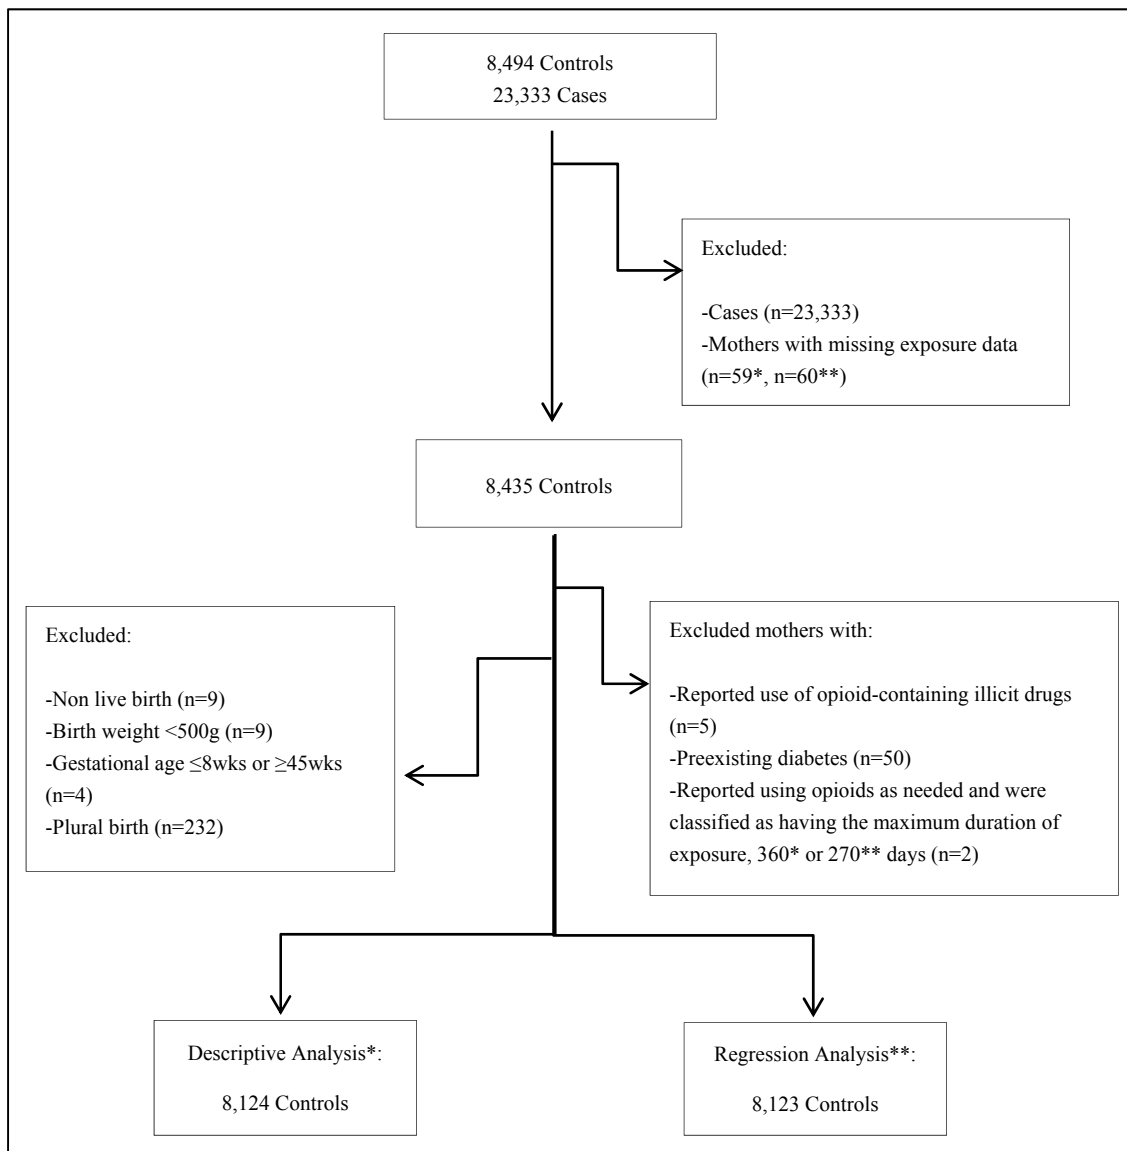 8,494 Controls
23,333 Cases
Excluded:
-Cases (n=23,333)
-Mothers with missing exposure data
(n=59*, n=60**)
8,435 Controls
Excluded:
-Non live birth (n=9)
-Birth weight <500g (n=9)
-Gestational age ≤8wks or ≥45wks
(n=4)
-Plural birth (n=232)
Excluded mothers with:
-Reported use of opioid-containing illicit drugs
(n=5)
-Preexisting diabetes (n=50)
-Reported using opioids as needed and were
classified as having the maximum duration of
exposure, 360* or 270** days (n=2)
Descriptive Analysis*:
8,124 Controls
Regression Analysis**:
8,123 Controls